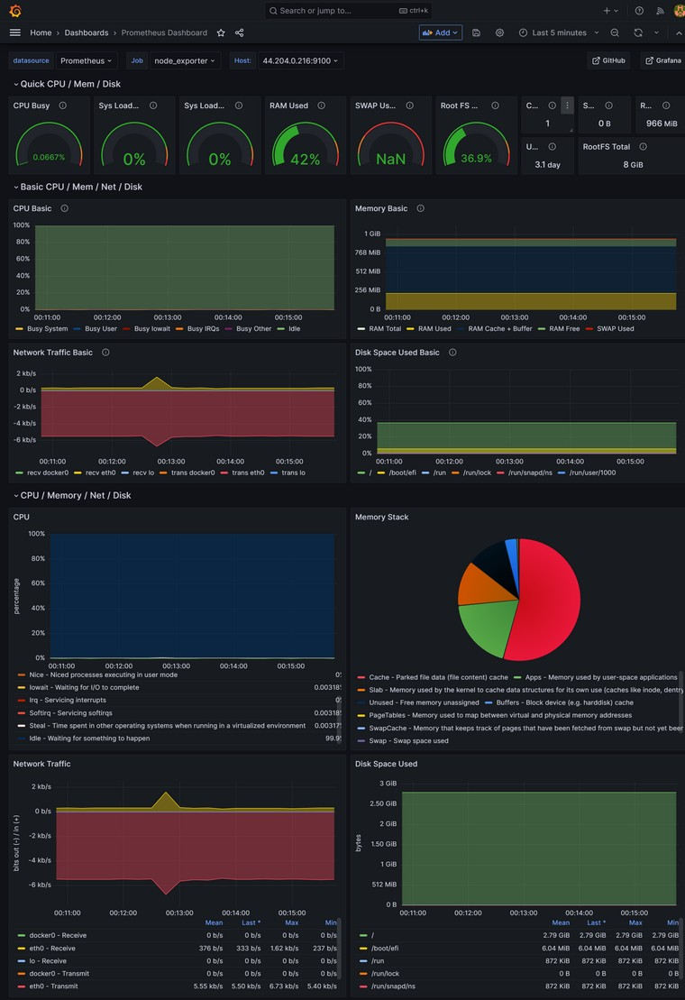 Search or jump to... ctrl+k
Home > Dashboards > Prometheus Dashboard Add Last 5 minutes
datasource Prometheus Job node_exporter Host: 44.204.0.216:9100 GitHub Grafana
Quick CPU / Mem / Disk
CPU Busy Sys Load... Sys Load... RAM Used SWAP Us... Root FS ... C... S... R...
1 0 B 966 MiB
U... RootFS Total
0.0667% 0% 0% 42% NaN 36.9% 3.1 day 8 GiB
Basic CPU / Mem / Net / Disk
CPU Basic
100%
80%
60%
40%
20%
0%
00:11:00 00:12:00 00:13:00 00:14:00 00:15:00
Busy System Busy User Busy Iowait Busy IRQs Busy Other Idle
Memory Basic
1 GiB
768 MiB
512 MiB
256 MiB
0 B
00:11:00 00:12:00 00:13:00 00:14:00 00:15:00
RAM Total RAM Used RAM Cache + Buffer RAM Free SWAP Used
Network Traffic Basic
2 kb/s
0 b/s
-2 kb/s
-4 kb/s
-6 kb/s
00:11:00 00:12:00 00:13:00 00:14:00 00:15:00
recv docker0 recv eth0 recv lo trans docker0 trans eth0 trans lo
Disk Space Used Basic
100%
80%
60%
40%
20%
0%
00:11:00 00:12:00 00:13:00 00:14:00 00:15:00
/ /boot/efi /run /run/lock /run/snapd/ns /run/user/1000
CPU / Memory / Net / Disk
CPU
percentage
100%
80%
60%
40%
20%
0%
00:11:00 00:12:00 00:13:00 00:14:00 00:15:00
Nice - Niced processes executing in user mode
Iowait - Waiting for I/O to complete 0.00318
Irq - Servicing interrupts
Softirq - Servicing softirqs 0.00318
Steal - Time spent in other operating systems when running in a virtualized environment 0.00317
Idle - Waiting for something to happen 99.9
Memory Stack
Cache - Parked file data (file content) cache Apps - Memory used by user-space applications
Slab - Memory used by the kernel to cache data structures for its own use (caches like inode, dentry
Unused - Free memory unassigned Buffers - Block device (e.g. harddisk) cache
PageTables - Memory used to map between virtual and physical memory addresses
SwapCache - Memory that keeps track of pages that have been fetched from swap but not yet been
Swap - Swap space used
Network Traffic
bits out (-) / in (+)
2 kb/s
0 b/s
-2 kb/s
-4 kb/s
-6 kb/s
00:11:00 00:12:00 00:13:00 00:14:00 00:15:00
Mean Last * Max Min
docker0 - Receive 0 b/s 0 b/s 0 b/s 0 b/s
eth0 - Receive 376 b/s 333 b/s 1.62 kb/s 237 b/s
lo - Receive 0 b/s 0 b/s 0 b/s 0 b/s
docker0 - Transmit 0 b/s 0 b/s 0 b/s 0 b/s
eth0 - Transmit 5.55 kb/s 5.50 kb/s 6.73 kb/s 5.40 kb/s
Disk Space Used
bytes
3 GiB
2.50 GiB
2 GiB
1.50 GiB
1 GiB
512 MiB
0 B
00:11:00 00:12:00 00:13:00 00:14:00 00:15:00
Mean Last * Max Min
/ 2.79 GiB 2.79 GiB 2.79 GiB 2.79 GiB
/boot/efi 6.04 MiB 6.04 MiB 6.04 MiB 6.04 MiB
/run 872 KiB 872 KiB 872 KiB 872 KiB
/run/lock 0 B 0 B 0 B 0 B
/run/snapd/ns 872 KiB 872 KiB 872 KiB 872 KiB